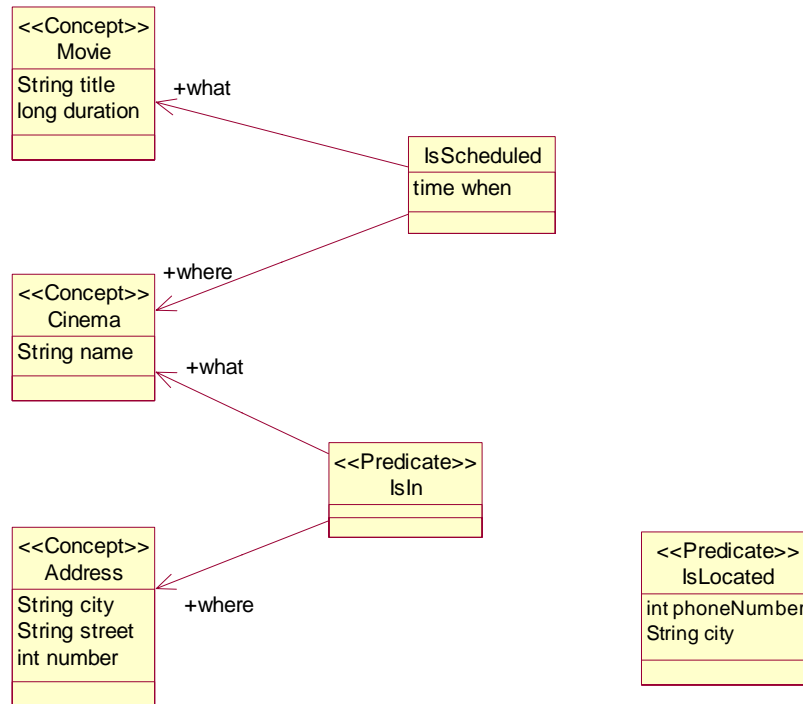 <<Concept>>
Movie
String title
long duration
+what
IsScheduled
time when
+where
<<Concept>>
Cinema
String name
+what
<<Predicate>>
IsIn
<<Concept>>
Address
String city
String street
int number
+where
<<Predicate>>
IsLocated
int phoneNumber
String city